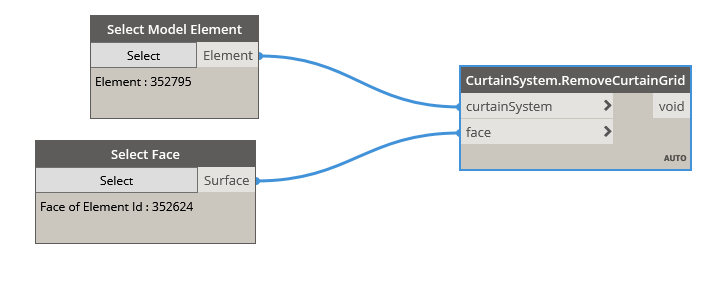 Select Model Element
Select
Element
Element : 352795
Select Face
Select
Surface
Face of Element Id : 352624
CurtainSystem.RemoveCurtainGrid
curtainSystem
void
face
AUTO